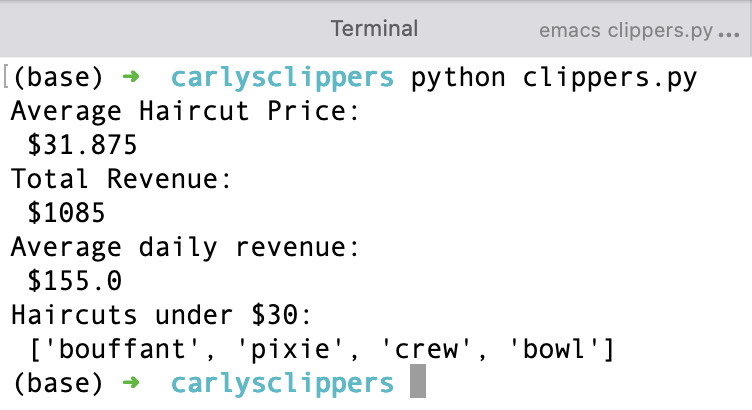 Terminal
emacs clippers.py ...
[(base) ➜ carlysclippers python clippers.py
Average Haircut Price:
 $31.875
Total Revenue:
 $1085
Average daily revenue:
 $155.0
Haircuts under $30:
 ['bouffant', 'pixie', 'crew', 'bowl']
(base) ➜ carlysclippers